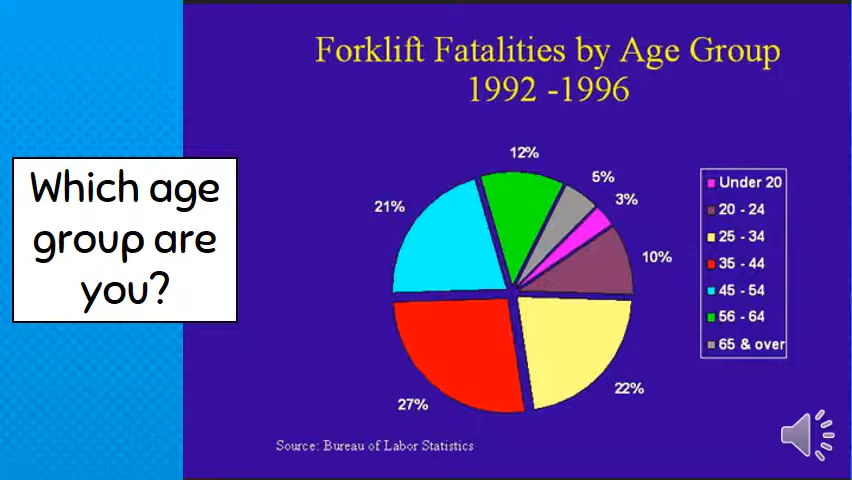 Forklift Fatalities by Age Group
1992 -1996
Which age
group are
you?
12%
5%
3%
21%
10%
27%
22%
Under 20
20 - 24
25 - 34
35 - 44
45 - 54
56 - 64
65 & over
Source: Bureau of Labor Statistics